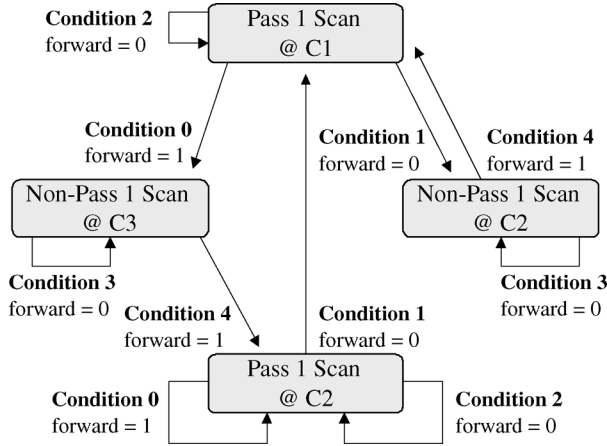 Condition 2
forward = 0
Pass 1 Scan
@ C1
Condition 0
forward = 1
Condition 1
forward = 0
Condition 4
forward = 1
Non-Pass 1 Scan
@ C3
Non-Pass 1 Scan
@ C2
Condition 3
forward = 0
Condition 4
forward = 1
Condition 1
forward = 0
Condition 3
forward = 0
Pass 1 Scan
@ C2
Condition 0
forward = 1
Condition 2
forward = 0